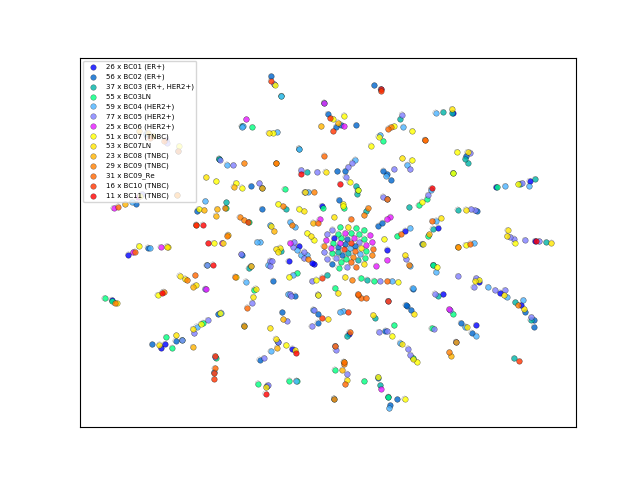 26 x BC01 (ER+)
56 x BC02 (ER+)
37 x BC03 (ER+, HER2+)
55 x BC03LN
59 x BC04 (HER2+)
77 x BC05 (HER2+)
25 x BC06 (HER2+)
51 x BC07 (TNBC)
53 x BC07LN
23 x BC08 (TNBC)
29 x BC09 (TNBC)
31 x BC09_Re
16 x BC10 (TNBC)
11 x BC11 (TNBC)